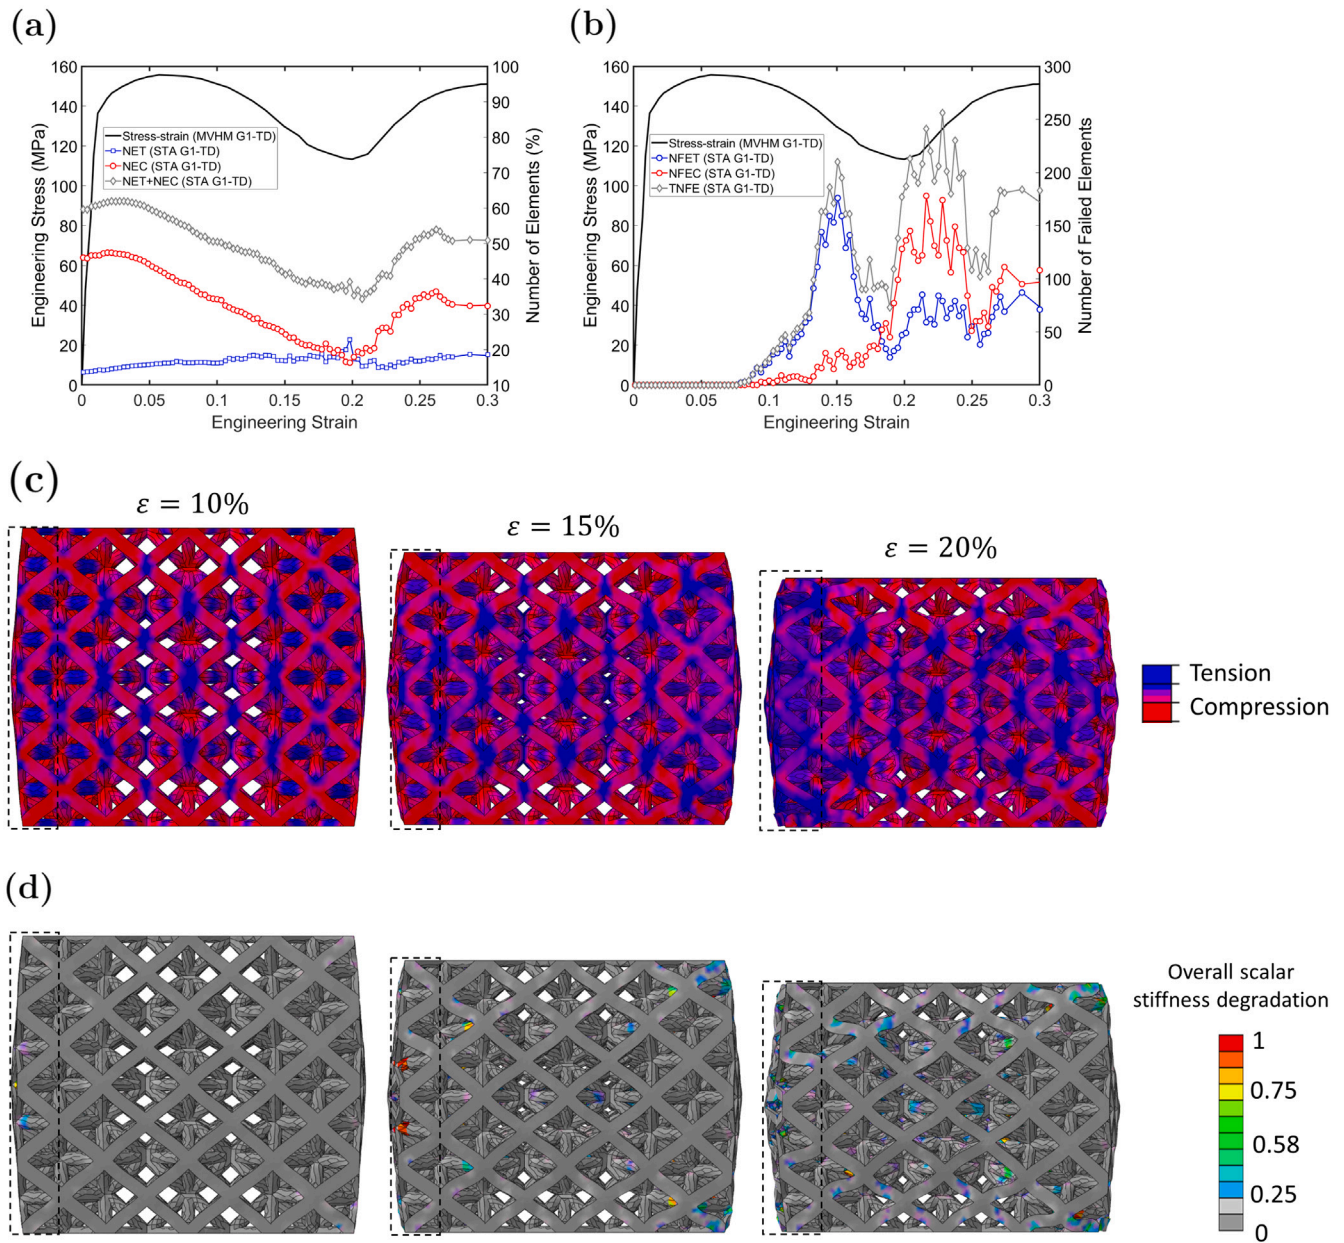 (a)
160
140
120
100
80
60
40
20
0
Engineering Stress (MPa)
100
90
80
70
60
50
40
30
20
10
Number of Elements (%)
Stress-strain (MVHM G1-TD)
NET (STA G1-TD)
NEC (STA G1-TD)
NET+NEC (STA G1-TD)
0 0.05 0.1 0.15 0.2 0.25 0.3
Engineering Strain
(b)
160
140
120
100
80
60
40
20
0
Engineering Stress (MPa)
300
250
200
150
100
50
0
Number of Failed Elements
Stress-strain (MVHM G1-TD)
NFET (STA G1-TD)
NFEC (STA G1-TD)
TNFE (STA G1-TD)
0 0.05 0.1 0.15 0.2 0.25 0.3
Engineering Strain
(c)
ε = 10%
ε = 15%
ε = 20%
Tension
Compression
(d)
Overall scalar
stiffness degradation
1
0.75
0.58
0.25
0